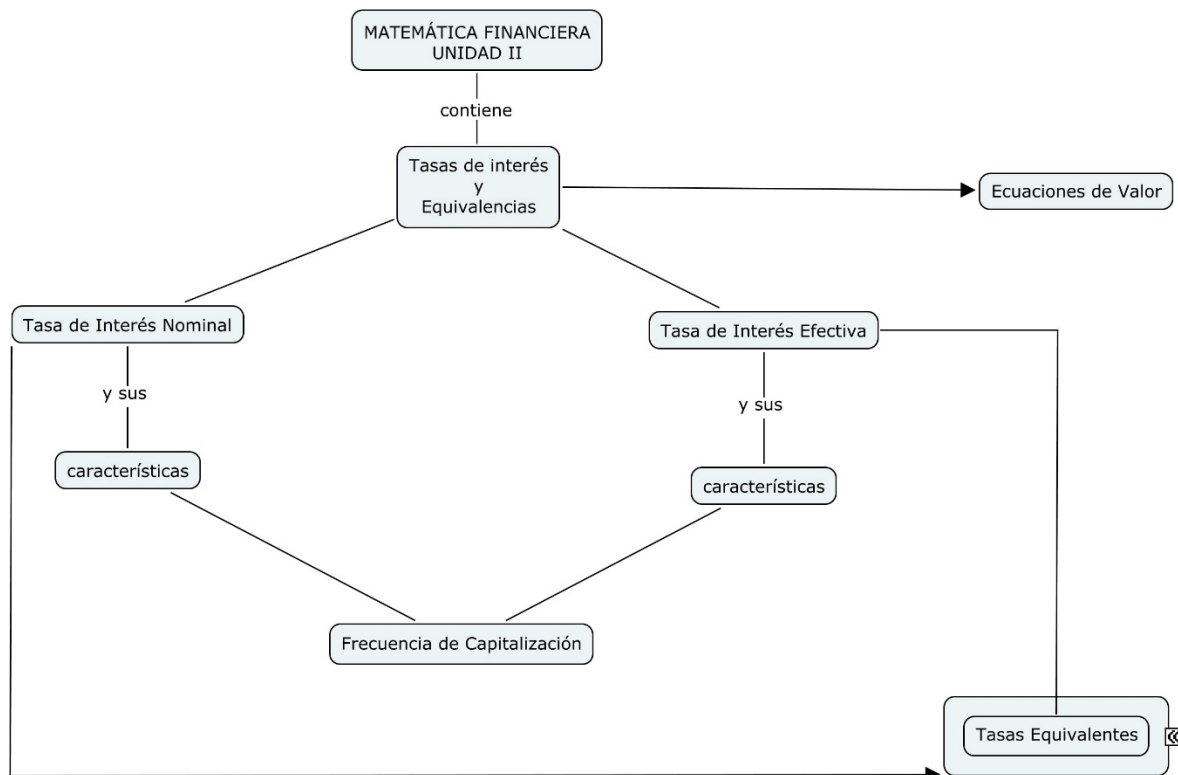 MATEMÁTICA FINANCIERA
UNIDAD II
contiene
Tasas de interés
y
Equivalencias
Ecuaciones de Valor
Tasa de Interés Nominal
Tasa de Interés Efectiva
y sus
y sus
características
características
Frecuencia de Capitalización
Tasas Equivalentes